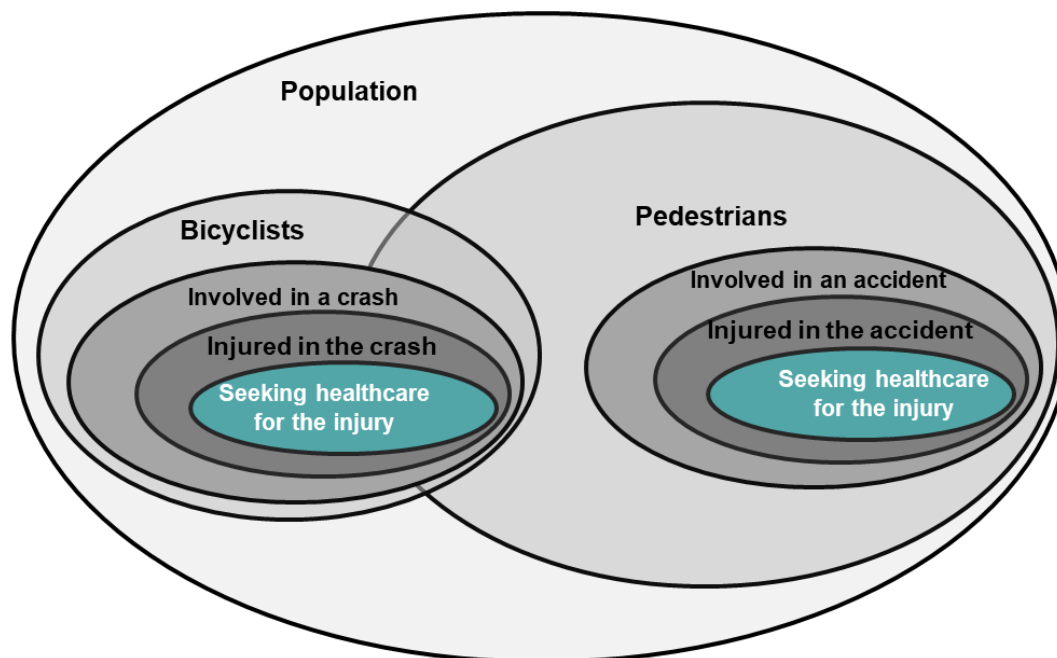 Population
Bicyclists
Involved in a crash
Injured in the crash
Seeking healthcare
for the injury
Pedestrians
Involved in an accident
Injured in the accident
Seeking healthcare
for the injury